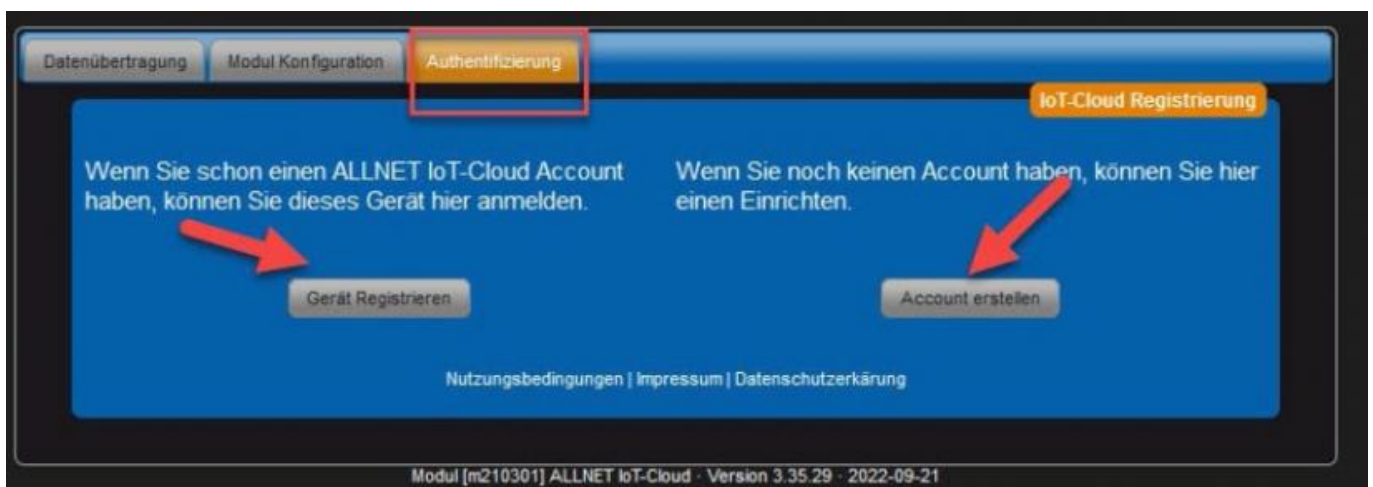 Datenübertragung Modul Konfiguration Authentifizierung
IoT-Cloud Registrierung
Wenn Sie schon einen ALLNET IoT-Cloud Account
haben, können Sie dieses Gerät hier anmelden.
Wenn Sie noch keinen Account haben, können Sie hier
einen Einrichten.
Gerät Registrieren
Account erstellen
Nutzungsbedingungen | Impressum | Datenschutzerkärung
Modul [m210301] ALLNET IoT-Cloud · Version 3.35.29 · 2022-09-21